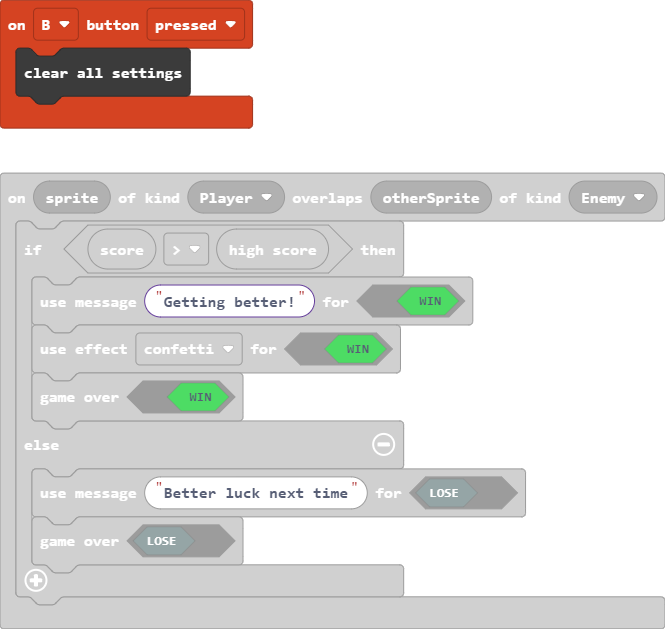 on B button pressed
clear all settings
on sprite of kind Player overlaps otherSprite of kind Enemy
if score > high score then
use message "Getting better!" for WIN
use effect confetti for WIN
game over WIN
else
use message "Better luck next time" for LOSE
game over LOSE